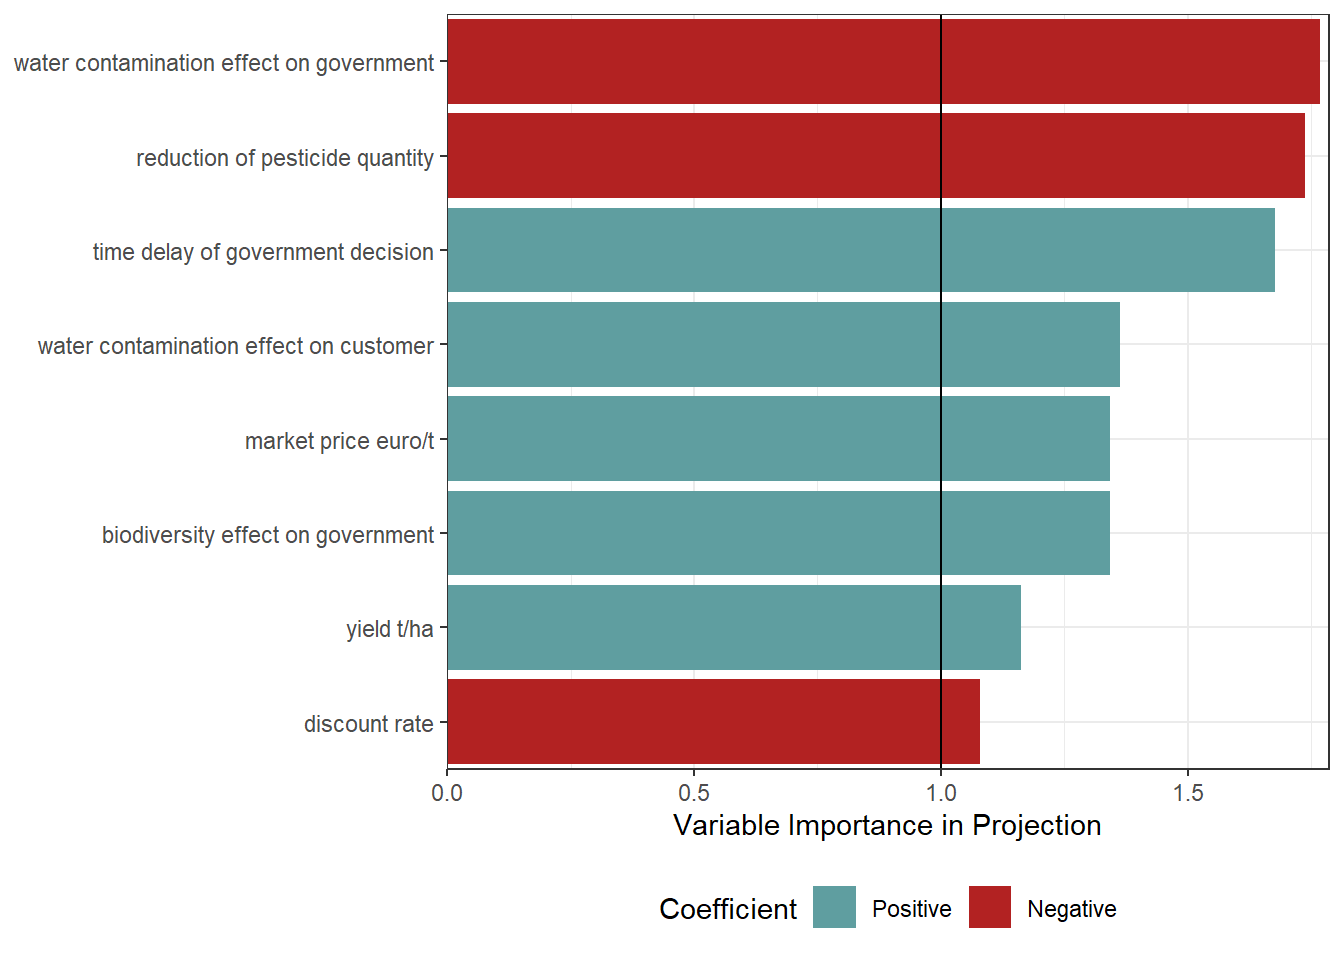 water contamination effect on government
reduction of pesticide quantity
time delay of government decision
water contamination effect on customer
market price euro/t
biodiversity effect on government
yield t/ha
discount rate
0.0 0.5 1.0 1.5
Variable Importance in Projection
Coefficient Positive Negative